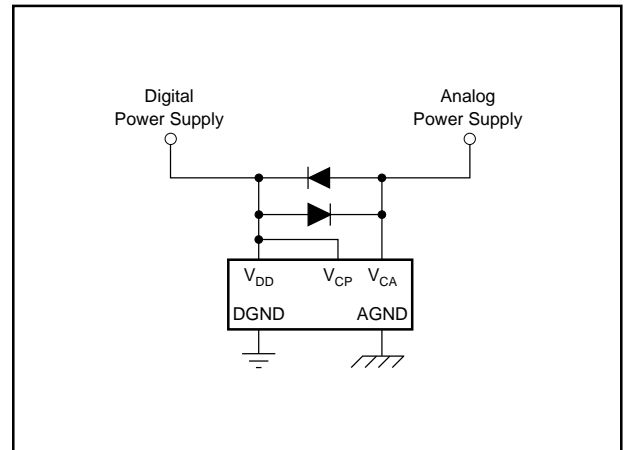 Digital
Power Supply
Analog
Power Supply
VDD VCP VCA
DGND AGND